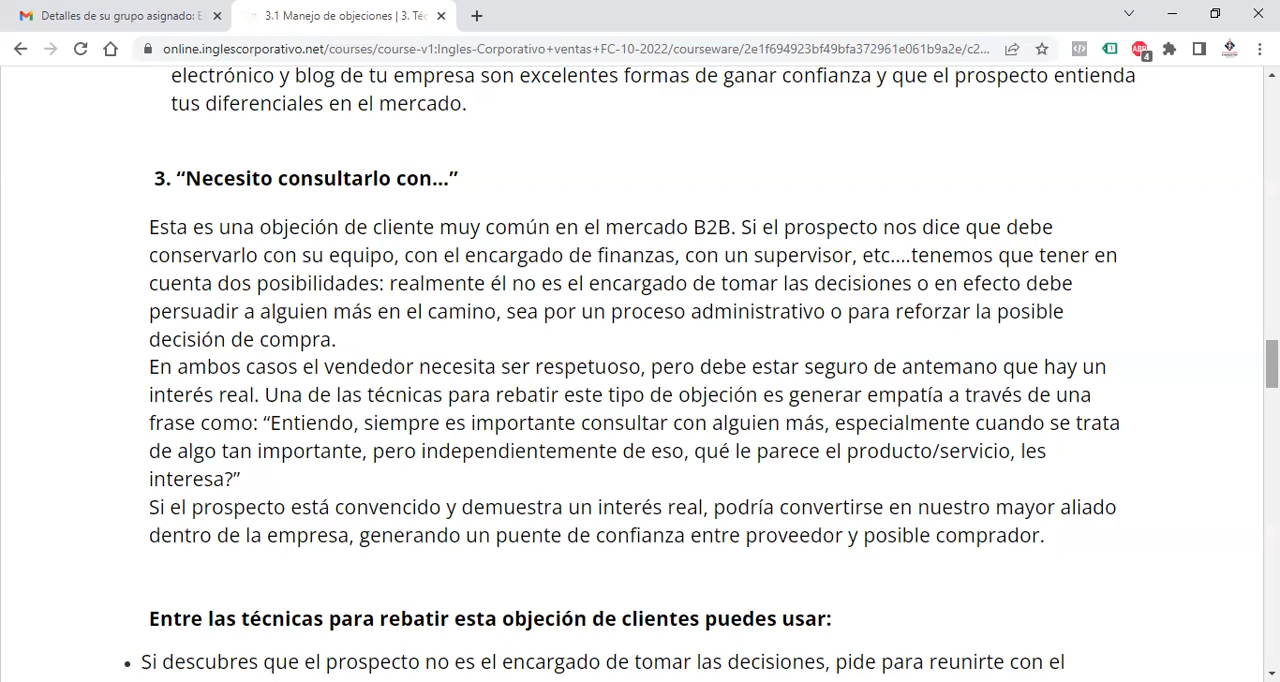 Detalles de su grupo asignado: E
3.1 Manejo de objeciones | 3. Téc
online.inglescorporativo.net/courses/course-v1:Ingles-Corporativo+ventas+FC-10-2022/courseware/2e1f694923bf49bfa372961e061b9a2e/c2...
4
electrónico y blog de tu empresa son excelentes formas de ganar confianza y que el prospecto entienda
tus diferenciales en el mercado.
3. “Necesito consultarlo con...”
Esta es una objeción de cliente muy común en el mercado B2B. Si el prospecto nos dice que debe
conservarlo con su equipo, con el encargado de finanzas, con un supervisor, etc....tenemos que tener en
cuenta dos posibilidades: realmente él no es el encargado de tomar las decisiones o en efecto debe
persuadir a alguien más en el camino, sea por un proceso administrativo o para reforzar la posible
decisión de compra.
En ambos casos el vendedor necesita ser respetuoso, pero debe estar seguro de antemano que hay un
interés real. Una de las técnicas para rebatir este tipo de objeción es generar empatía a través de una
frase como: “Entiendo, siempre es importante consultar con alguien más, especialmente cuando se trata
de algo tan importante, pero independientemente de eso, qué le parece el producto/servicio, les
interesa?”
Si el prospecto está convencido y demuestra un interés real, podría convertirse en nuestro mayor aliado
dentro de la empresa, generando un puente de confianza entre proveedor y posible comprador.
Entre las técnicas para rebatir esta objeción de clientes puedes usar:
• Si descubres que el prospecto no es el encargado de tomar las decisiones, pide para reunirte con el